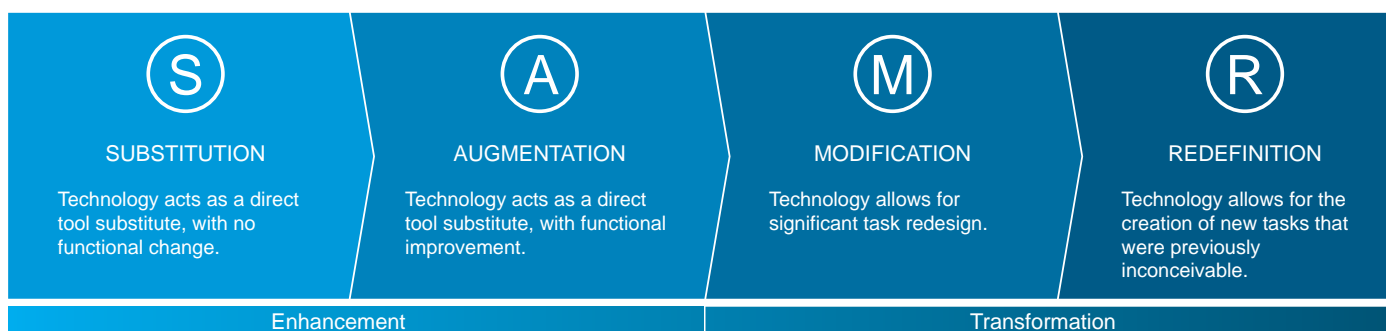 S
SUBSTITUTION
Technology acts as a direct
tool substitute, with no
functional change.
A
AUGMENTATION
Technology acts as a direct
tool substitute, with functional
improvement.
M
MODIFICATION
Technology allows for
significant task redesign.
R
REDEFINITION
Technology allows for the
creation of new tasks that
were previously
inconceivable.
Enhancement
Transformation